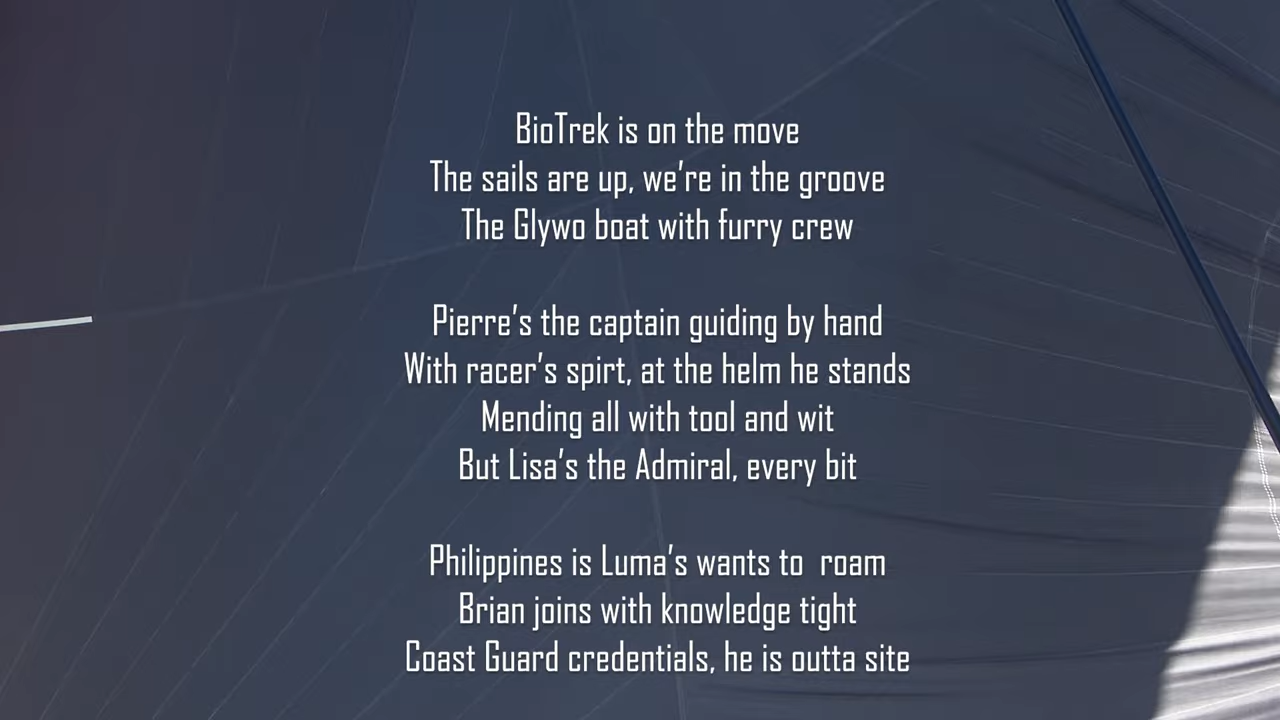 BioTrek is on the move
The sails are up, we're in the groove
The Glywo boat with furry crew
Pierre's the captain guiding by hand
With racer's spirt, at the helm he stands
Mending all with tool and wit
But Lisa's the Admiral, every bit
Philippines is Luma's wants to  roam
Brian joins with knowledge tight
Coast Guard credentials, he is outta site